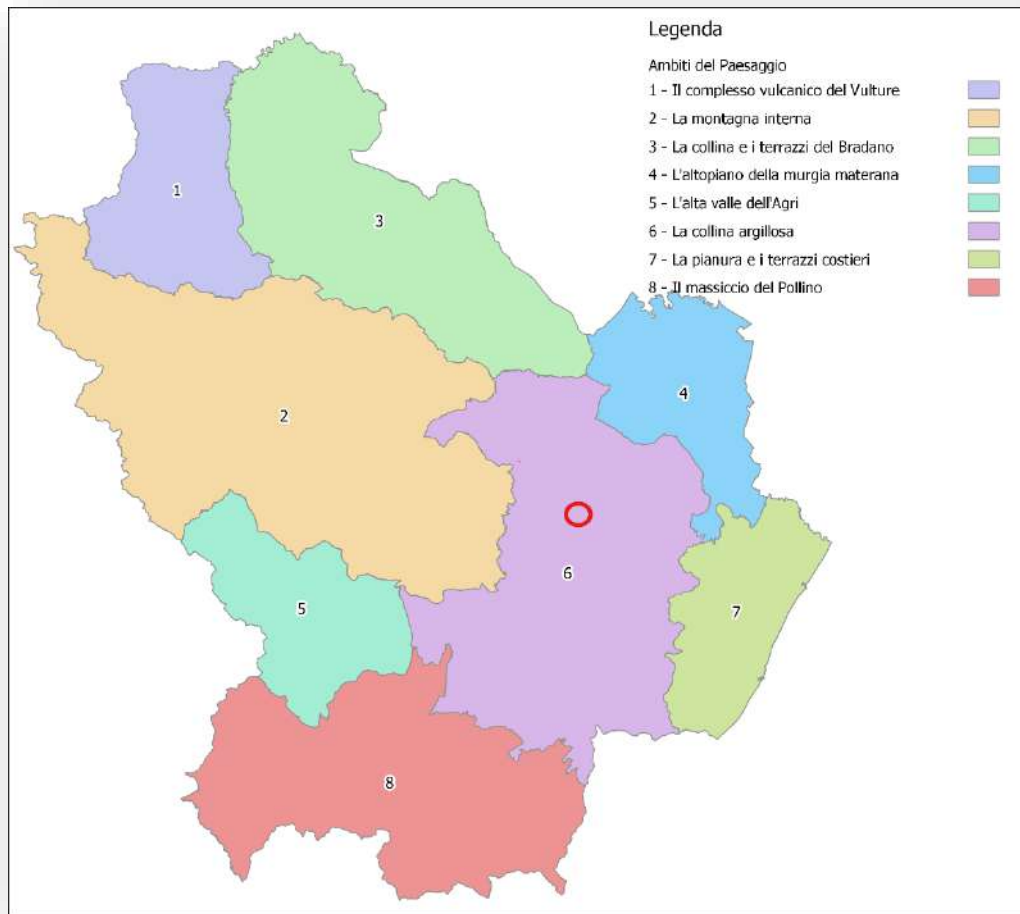 Legenda
Ambiti del Paesaggio
1 - Il complesso vulcanico del Vulture
2 - La montagna interna
3 - La collina e i terrazzi del Bradano
4 - L'altopiano della murgia materana
5 - L'alta valle dell'Agri
6 - La collina argillosa
7 - La pianura e i terrazzi costieri
8 - Il massiccio del Pollino
1
3
4
2
6
5
7
8